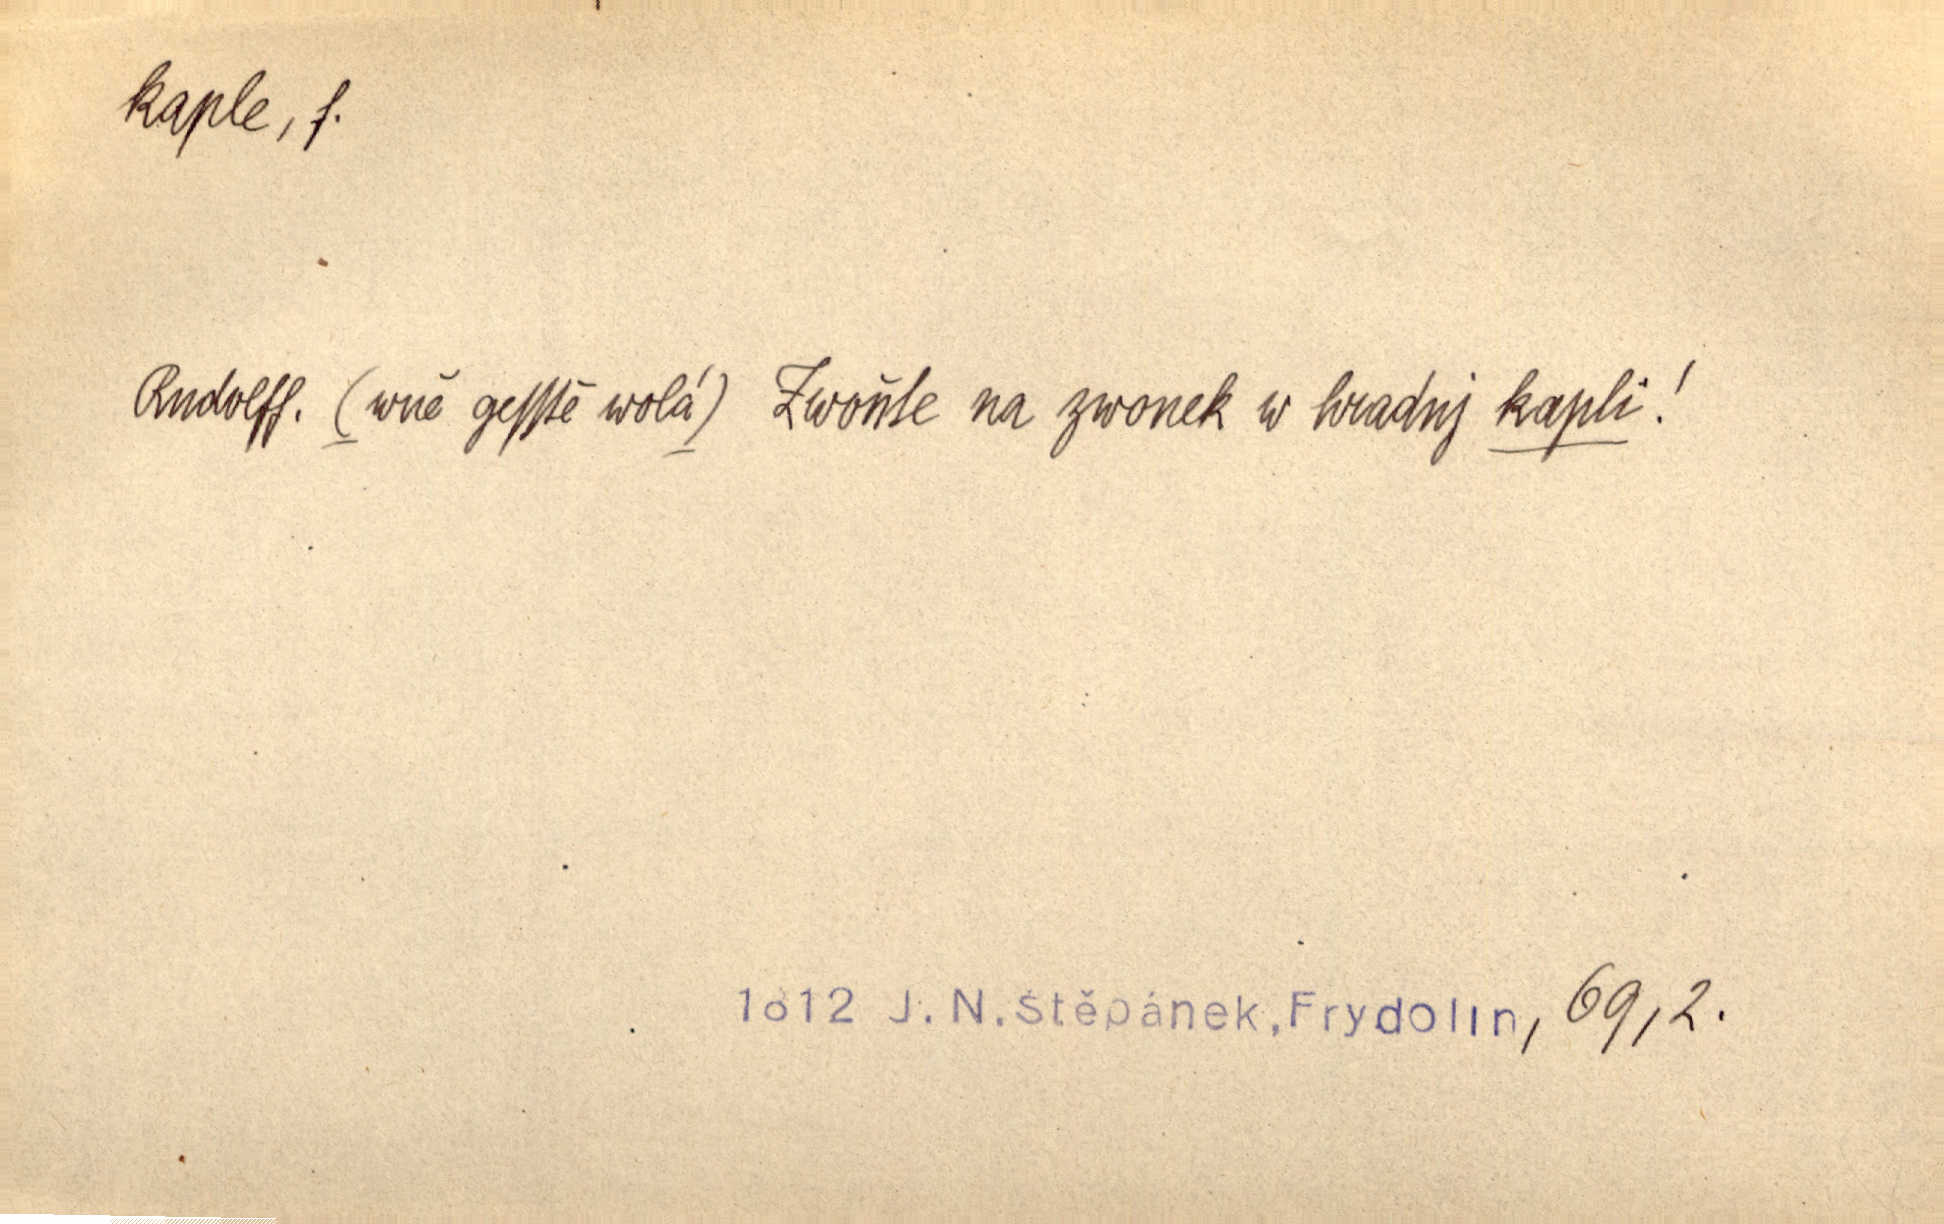 kaple, f.
Rudolff. (wně gesstě wolá) Zwoňte na zwonek w hradnj kapli!
1812 J. N. Štěpánek, Frydolin, 69, 2.